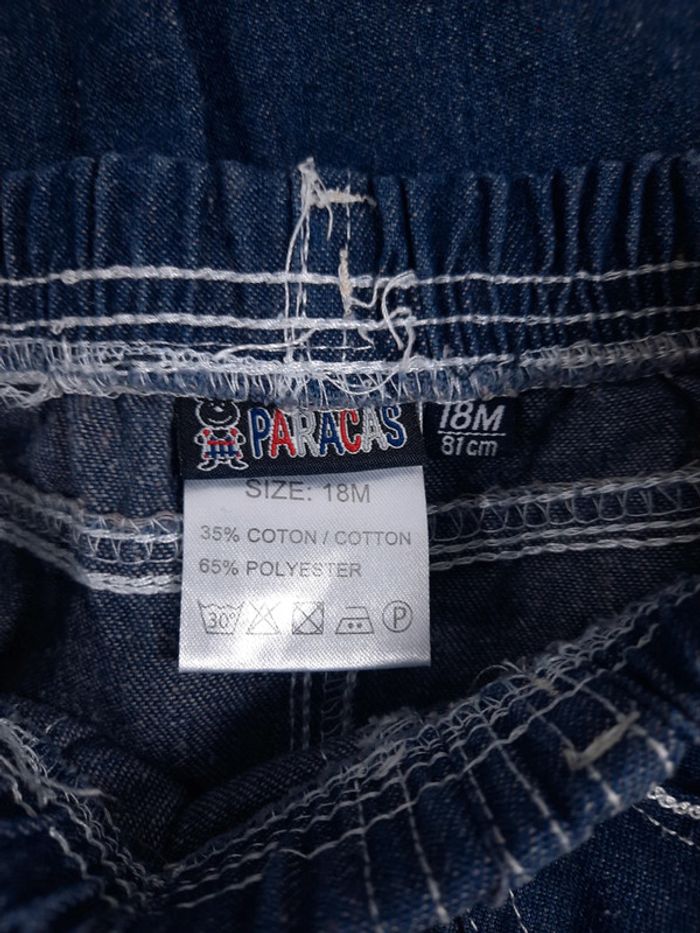 PARACAS
18M
81cm
SIZE: 18M
35% COTON / COTTON
65% POLYESTER
30° P